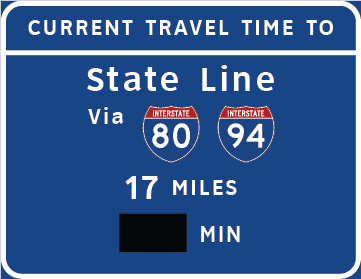 CURRENT TRAVEL TIME TO
State Line
Via INTERSTATE 80 INTERSTATE 94
17 MILES
MIN